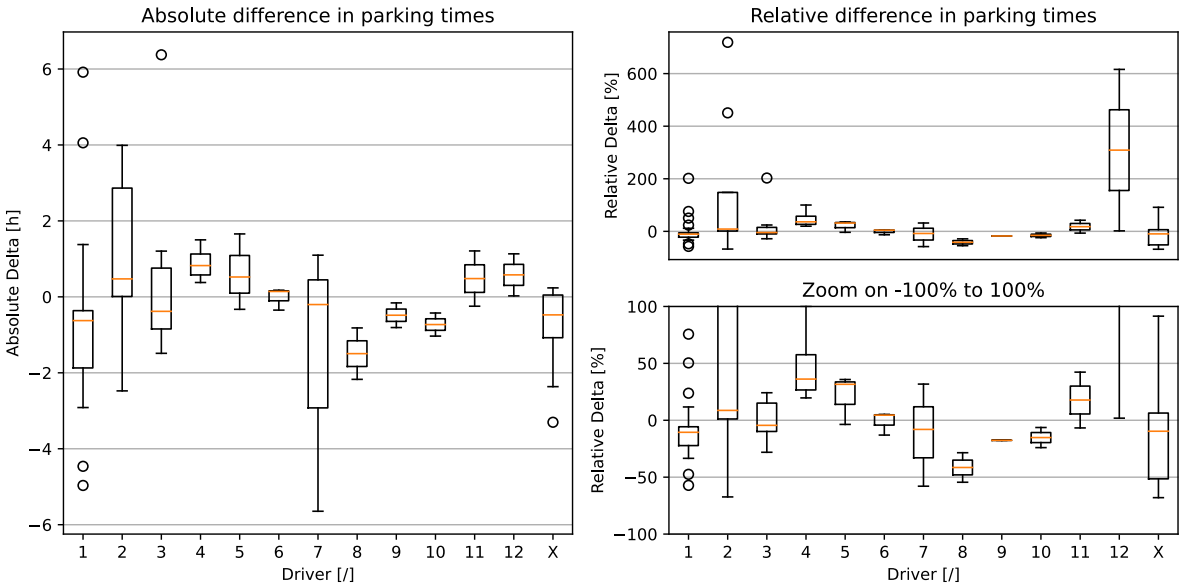 Absolute difference in parking times
Absolute Delta [h]
6
4
2
0
−2
−4
−6
1 2 3 4 5 6 7 8 9 10 11 12 X
Driver [/]
Relative difference in parking times
Relative Delta [%]
600
400
200
0
Zoom on -100% to 100%
Relative Delta [%]
100
50
0
−50
−100
1 2 3 4 5 6 7 8 9 10 11 12 X
Driver [/]